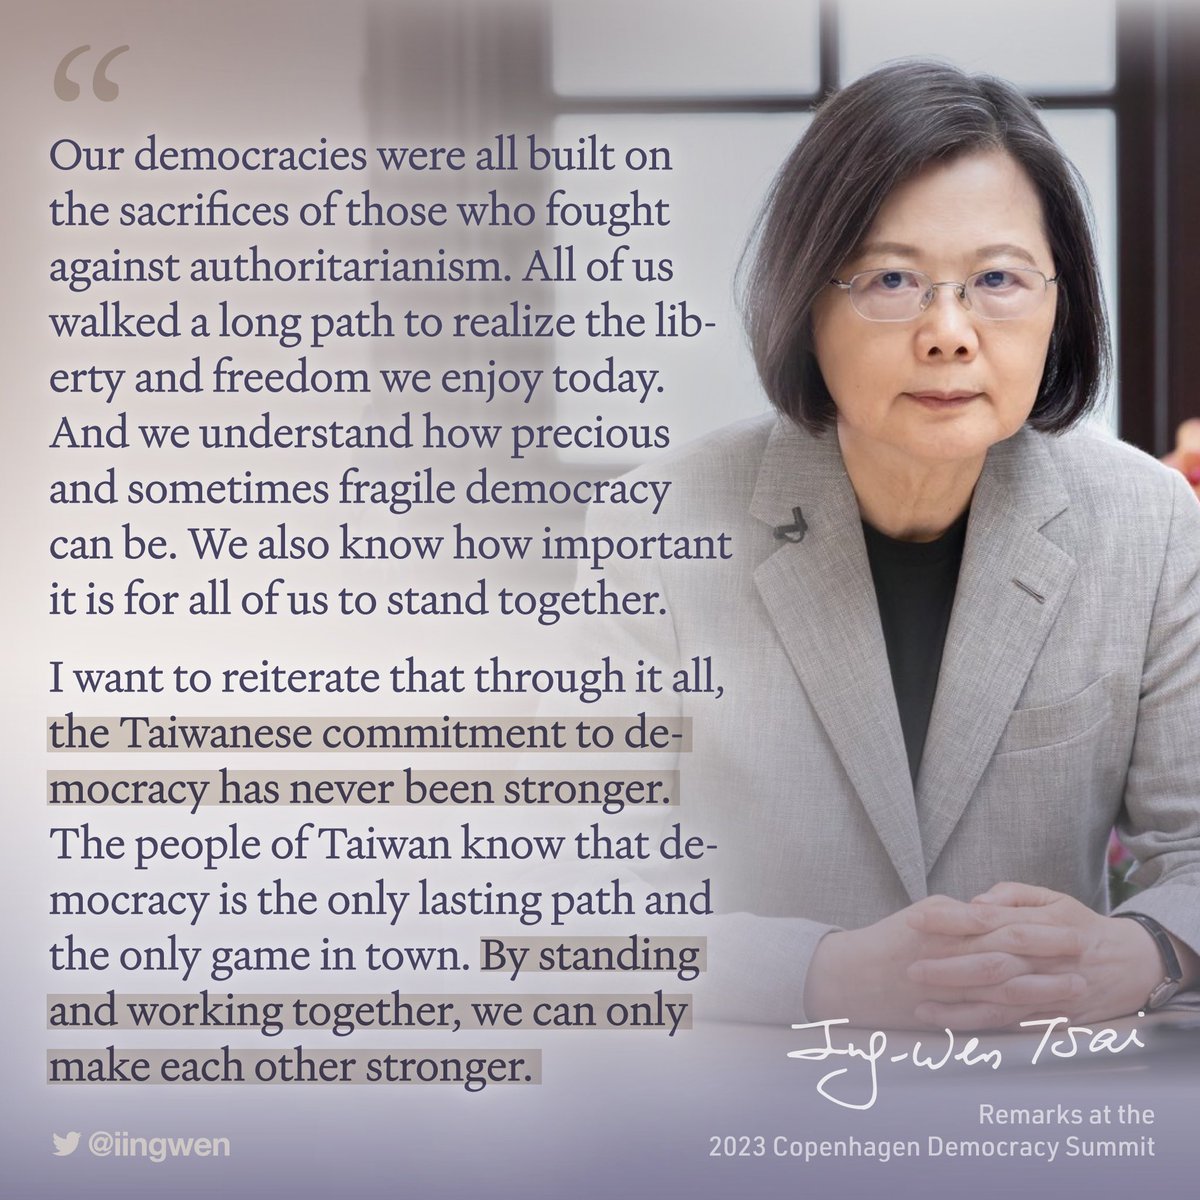 “
Our democracies were all built on
the sacrifices of those who fought
against authoritarianism. All of us
walked a long path to realize the lib-
erty and freedom we enjoy today.
And we understand how precious
and sometimes fragile democracy
can be. We also know how important
it is for all of us to stand together.
I want to reiterate that through it all,
the Taiwanese commitment to de-
mocracy has never been stronger.
The people of Taiwan know that de-
mocracy is the only lasting path and
the only game in town. By standing
and working together, we can only
make each other stronger.
Ing-wen Tsai
Remarks at the
2023 Copenhagen Democracy Summit
@iingwen